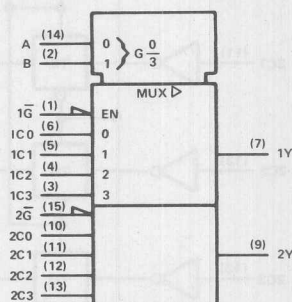 A (14) 0 } G 0/3
B (2) 1
MUX ▷
1G̅ (1) EN
IC0 (6) 0
1C1 (5) 1
1C2 (4) 2
1C3 (3) 3
(7) 1Y
2G̅ (15)
2C0 (10)
2C1 (11)
2C2 (12)
2C3 (13)
(9) 2Y